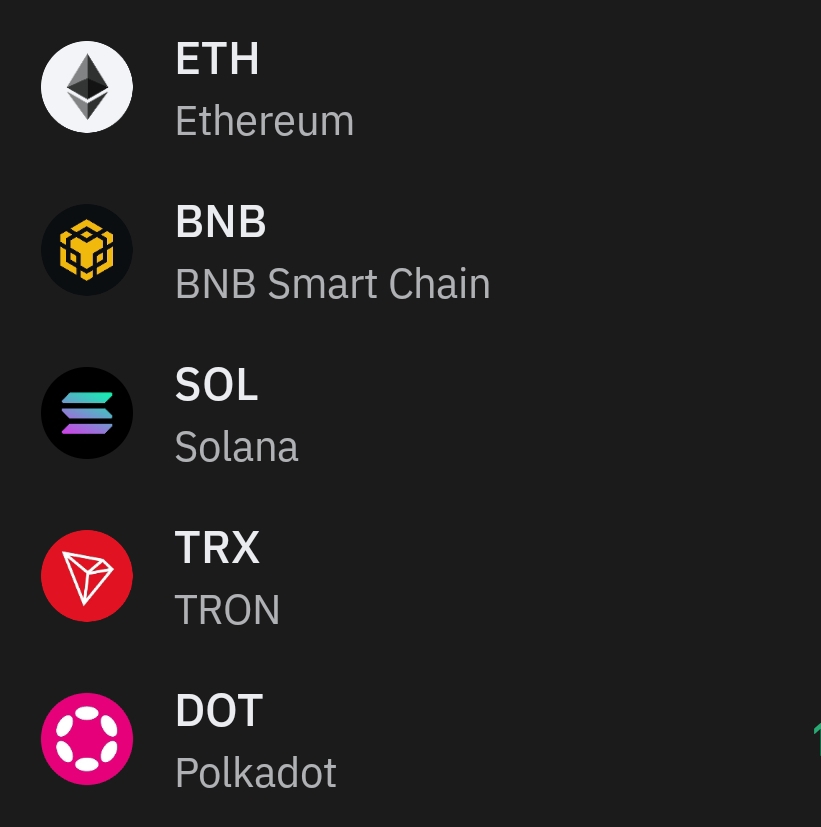 ETH
Ethereum
BNB
BNB Smart Chain
SOL
Solana
TRX
TRON
DOT
Polkadot